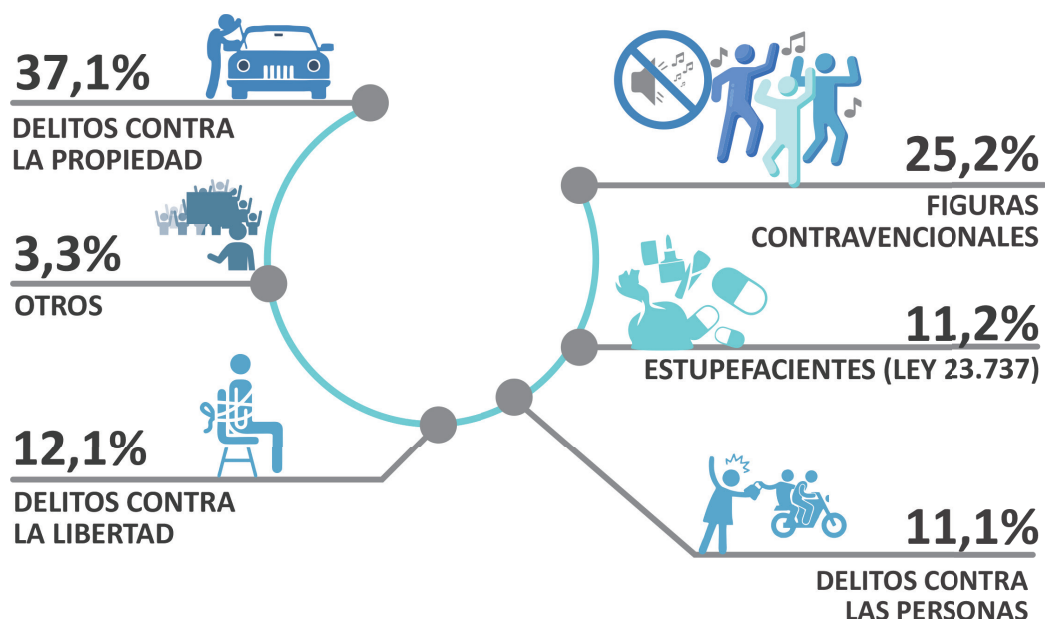 37,1%
DELITOS CONTRA
LA PROPIEDAD
3,3%
OTROS
12,1%
DELITOS CONTRA
LA LIBERTAD
25,2%
FIGURAS
CONTRAVENCIONALES
11,2%
ESTUPEFACIENTES (LEY 23.737)
11,1%
DELITOS CONTRA
LAS PERSONAS